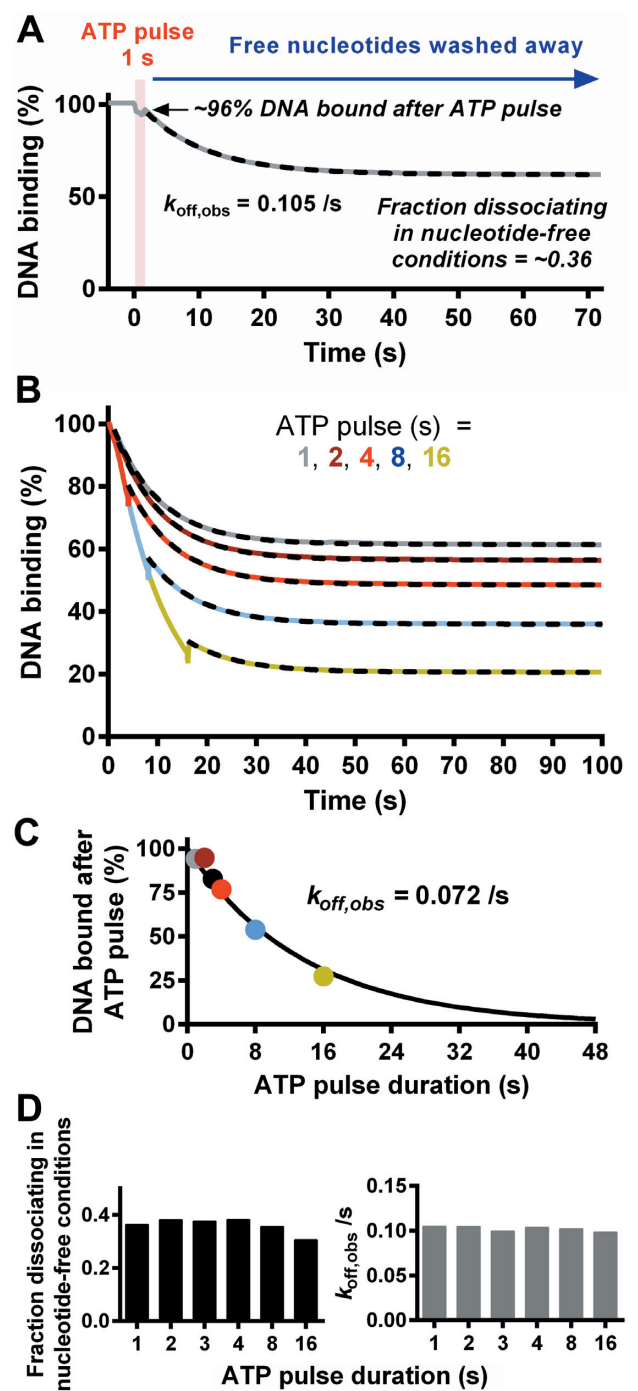 A
ATP pulse
1 s
Free nucleotides washed away
~96% DNA bound after ATP pulse
koff,obs = 0.105 /s
Fraction dissociating
in nucleotide-free
conditions = ~0.36
DNA binding (%)
100
50
0
0 10 20 30 40 50 60 70
Time (s)
B
ATP pulse (s) =
1, 2, 4, 8, 16
DNA binding (%)
100
80
60
40
20
0
0 10 20 30 40 50 60 70 80 90 100
Time (s)
C
DNA bound after
ATP pulse (%)
100
75
50
25
0
koff,obs = 0.072 /s
0 8 16 24 32 40 48
ATP pulse duration (s)
D
Fraction dissociating in
nucleotide-free conditions
0.4
0.2
0.0
1 2 3 4 8 16
koff,obs /s
0.15
0.10
0.05
0.00
1 2 3 4 8 16
ATP pulse duration (s)